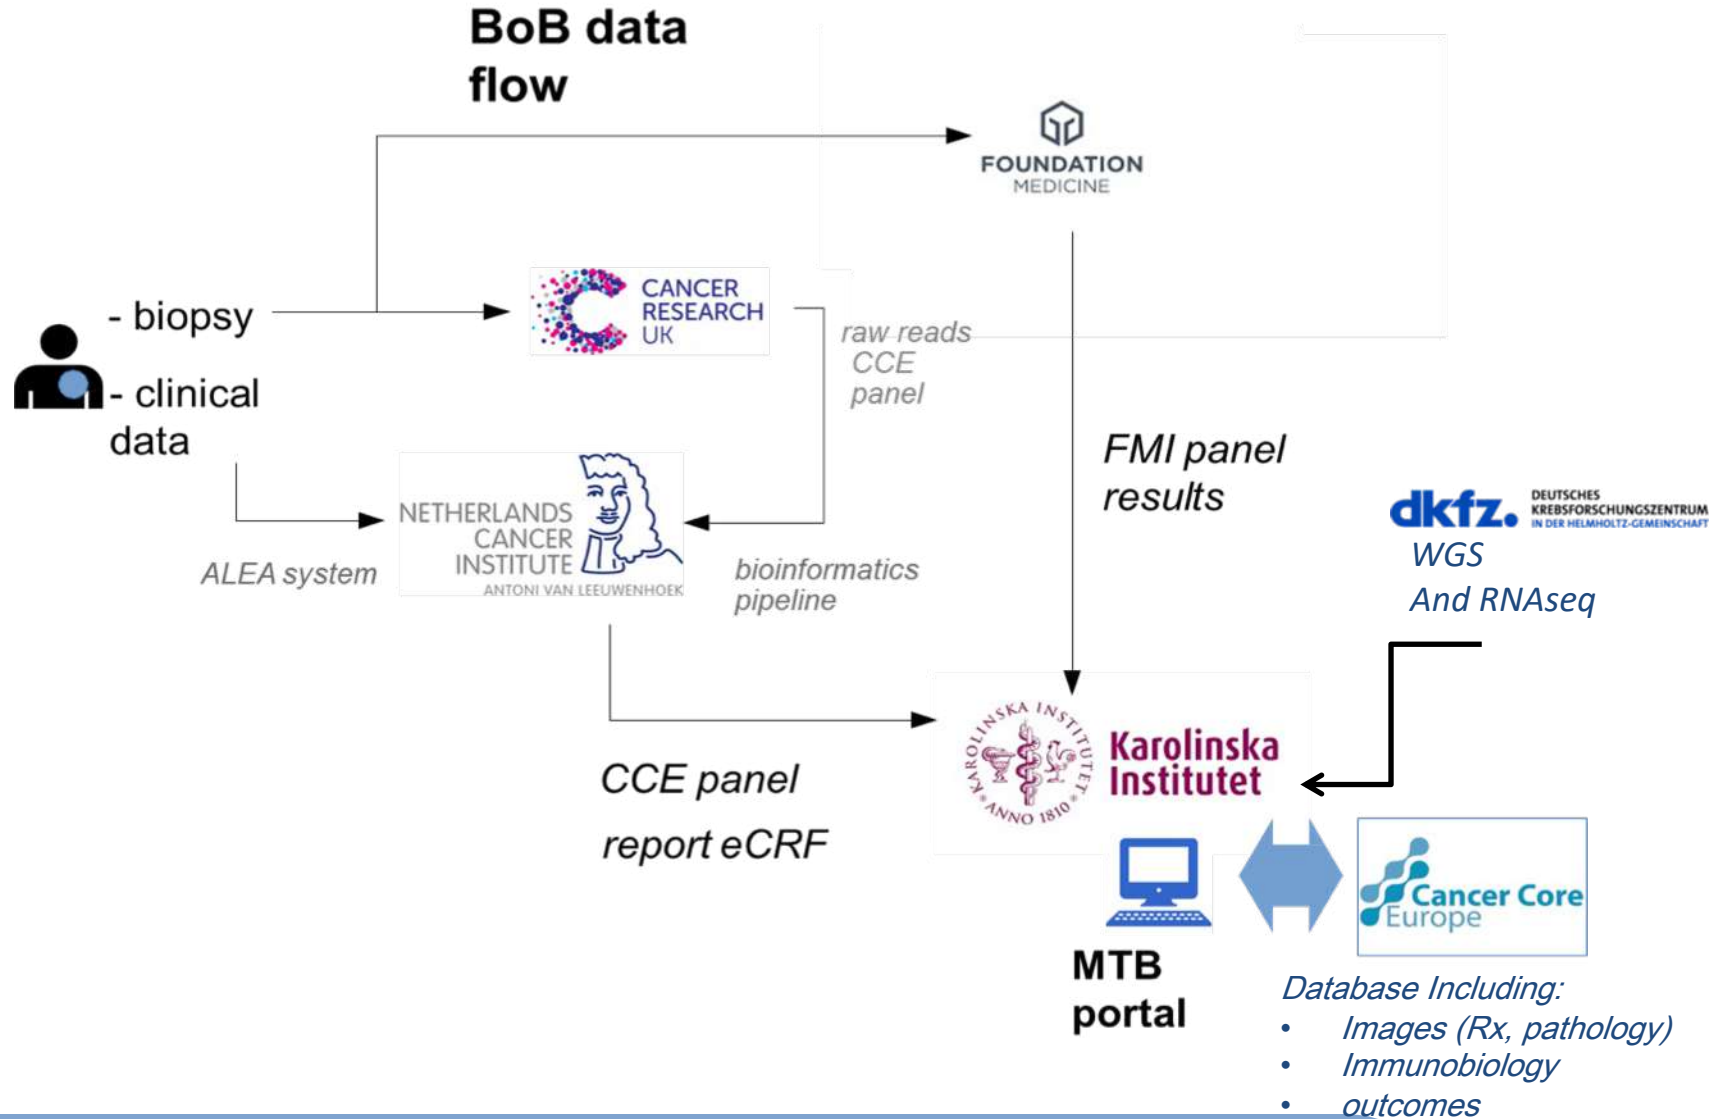 BoB data
flow
FOUNDATION
MEDICINE
- biopsy
- clinical
data
CANCER
RESEARCH
UK
raw reads
CCE
panel
NETHERLANDS
CANCER
INSTITUTE
ANTONI VAN LEEUWENHOEK
ALEA system
bioinformatics
pipeline
FMI panel
results
dkfz.
DEUTSCHES
KREBSFORSCHUNGSZENTRUM
IN DER HELMHOLTZ-GEMEINSCHAFT
WGS
And RNAseq
CCE panel
report eCRF
KAROLINSKA INSTITUTET
ANNO 1810
Karolinska
Institutet
MTB
portal
Cancer Core
Europe
Database Including:
• Images (Rx, pathology)
• Immunobiology
• outcomes